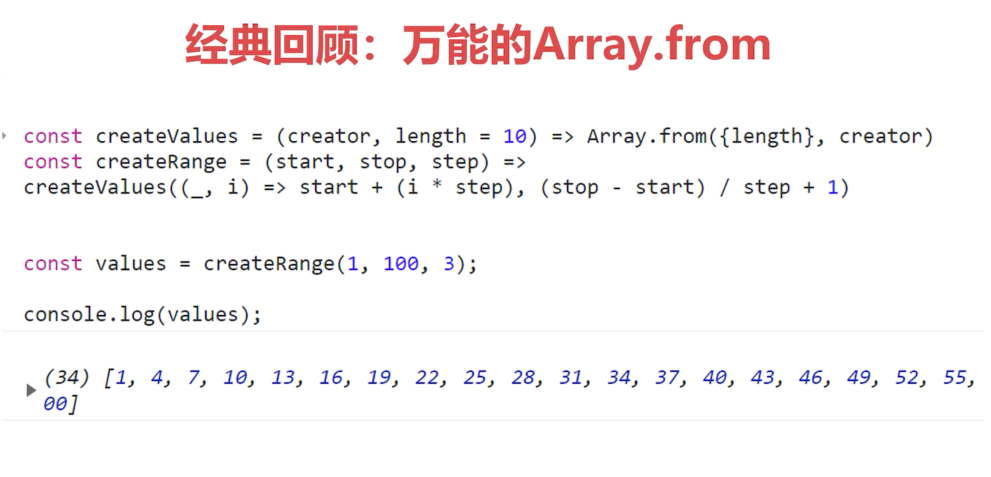 经典回顾：万能的Array.from
const createValues = (creator, length = 10) => Array.from({length}, creator)
const createRange = (start, stop, step) =>
createValues((_, i) => start + (i * step), (stop - start) / step + 1)
const values = createRange(1, 100, 3);
console.log(values);
(34) [1, 4, 7, 10, 13, 16, 19, 22, 25, 28, 31, 34, 37, 40, 43, 46, 49, 52, 55,
00]